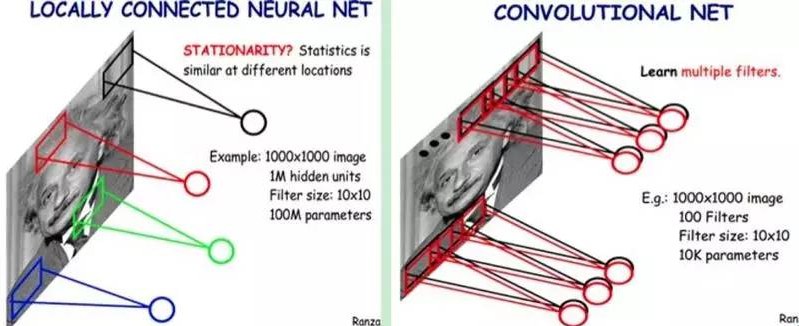 LOCALLY CONNECTED NEURAL NET
STATIONARITY? Statistics is
similar at different locations
Example: 1000x1000 image
1M hidden units
Filter size: 10x10
100M parameters
Ranza
CONVOLUTIONAL NET
Learn multiple filters.
E.g.: 1000x1000 image
100 Filters
Filter size: 10x10
10K parameters
Ran